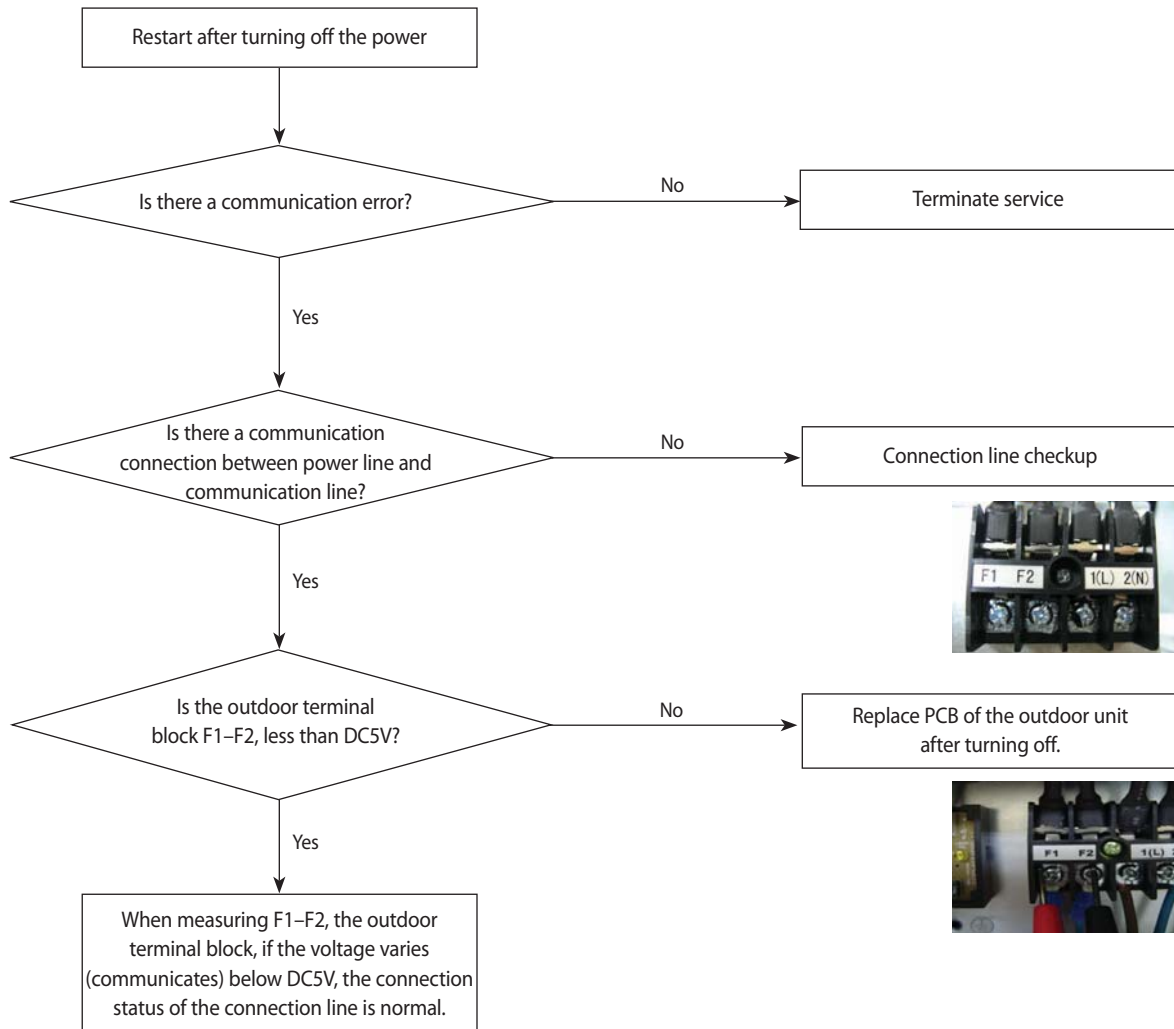 Restart after turning off the power
Is there a communication error?
No
Terminate service
Yes
Is there a communication
connection between power line and
communication line?
No
Connection line checkup
F1 F2 1(L) 2(N)
Yes
Is the outdoor terminal
block F1–F2, less than DC5V?
No
Replace PCB of the outdoor unit
after turning off.
F1 F2 1(L)
Yes
When measuring F1–F2, the outdoor
terminal block, if the voltage varies
(communicates) below DC5V, the connection
status of the connection line is normal.